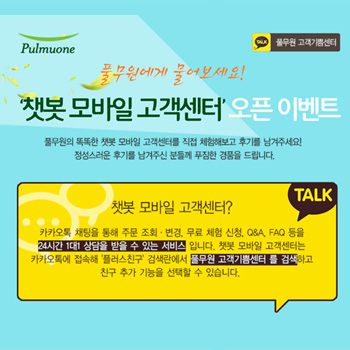 Pulmuone
TALK 풀무원 고객기쁨센터
풀무원에게 물어보세요!
'챗봇 모바일 고객센터' 오픈 이벤트
풀무원의 똑똑한 챗봇 모바일 고객센터를 직접 체험해보고 후기를 남겨주세요!
정성스러운 후기를 남겨주신 분들께 푸짐한 경품을 드립니다.
TALK
챗봇 모바일 고객센터?
카카오톡 채팅을 통해 주문 조회·변경, 무료 체험 신청, Q&A, FAQ 등을
24시간 1대1 상담을 받을 수 있는 서비스 입니다. 챗봇 모바일 고객센터는
카카오톡에 접속해 '플러스친구' 검색란에서 풀무원 고객기쁨센터 를 검색하고
친구 추가 기능을 선택할 수 있습니다.